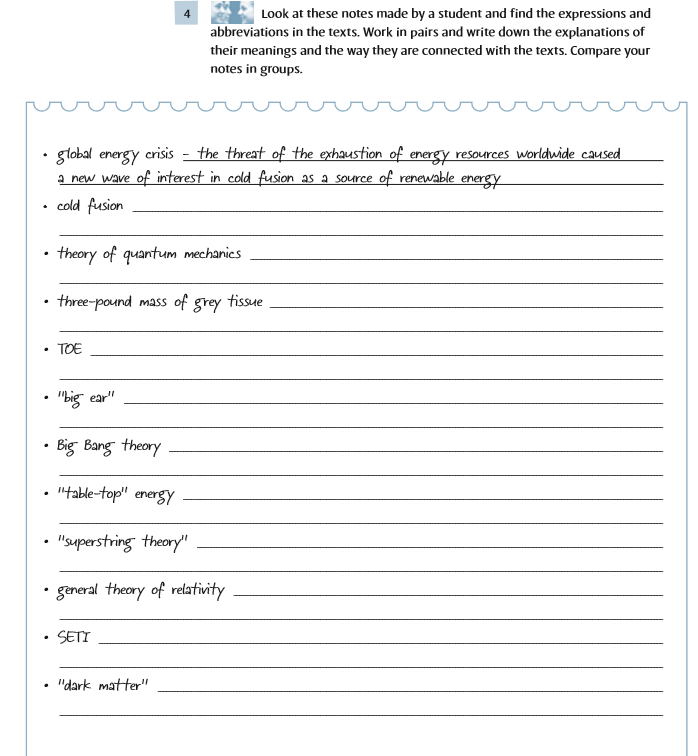 4 Look at these notes made by a student and find the expressions and
abbreviations in the texts. Work in pairs and write down the explanations of
their meanings and the way they are connected with the texts. Compare your
notes in groups.
• global energy crisis – the threat of the exhaustion of energy resources worldwide caused
a new wave of interest in cold fusion as a source of renewable energy
• cold fusion
• theory of quantum mechanics
• three-pound mass of grey tissue
• TOE
• "big ear"
• Big Bang theory
• "table-top" energy
• "superstring theory"
• general theory of relativity
• SETI
• "dark matter"